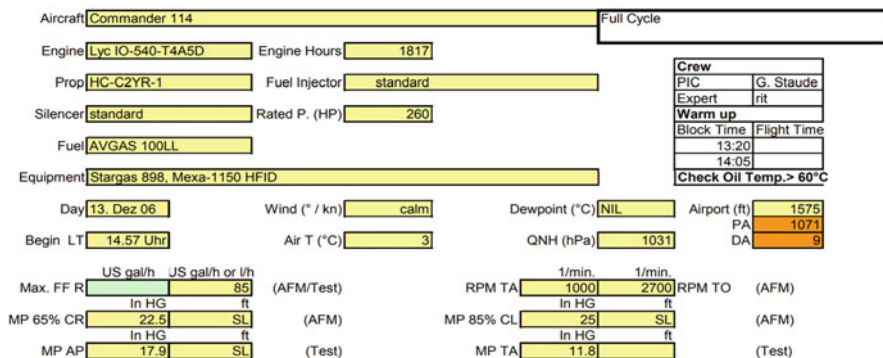 Aircraft Commander 114 Full Cycle
Engine Lyc IO-540-T4A5D Engine Hours 1817
Crew
Prop HC-C2YR-1 Fuel Injector standard PIC G. Staude
Expert rit
Silencer standard Rated P. (HP) 260 Warm up
Block Time Flight Time
Fuel AVGAS 100LL 13:20
14:05
Equipment Stargas 898, Mexa-1150 HFID Check Oil Temp.> 60°C
Day 13. Dez 06 Wind (° / kn) calm Dewpoint (°C) NIL Airport (ft) 1575
PA 1071
Begin LT 14.57 Uhr Air T (°C) 3 QNH (hPa) 1031 DA 9
US gal/h US gal/h or l/h 1/min. 1/min.
Max. FF R 85 (AFM/Test) RPM TA 1000 2700 RPM TO (AFM)
In HG ft In HG ft
MP 65% CR 22.5 SL (AFM) MP 85% CL 25 SL (AFM)
In HG ft In HG ft
MP AP 17.9 SL (Test) MP TA 11.8 (Test)